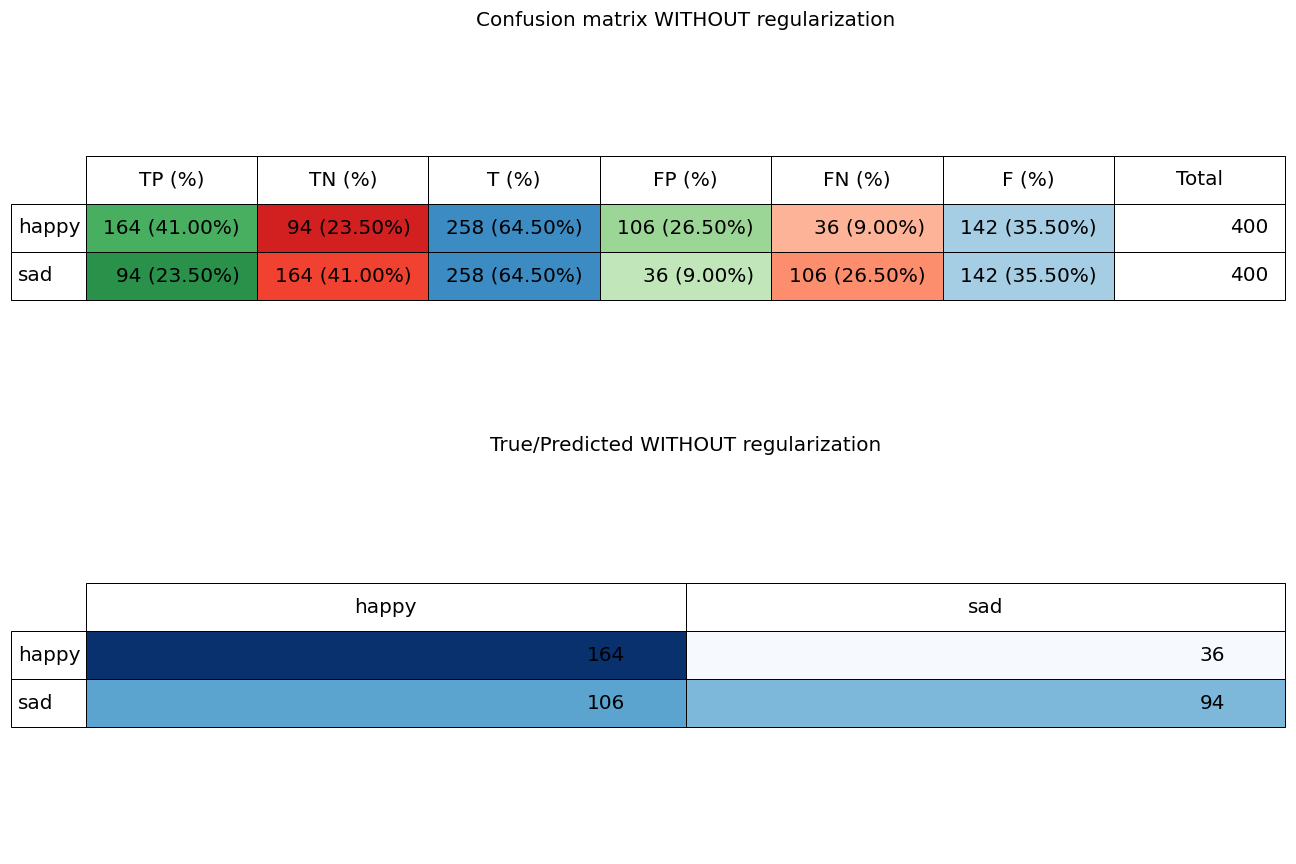 Confusion matrix WITHOUT regularization
TP (%) TN (%) T (%) FP (%) FN (%) F (%) Total
happy 164 (41.00%) 94 (23.50%) 258 (64.50%) 106 (26.50%) 36 (9.00%) 142 (35.50%) 400
sad 94 (23.50%) 164 (41.00%) 258 (64.50%) 36 (9.00%) 106 (26.50%) 142 (35.50%) 400
True/Predicted WITHOUT regularization
happy sad
happy 164 36
sad 106 94